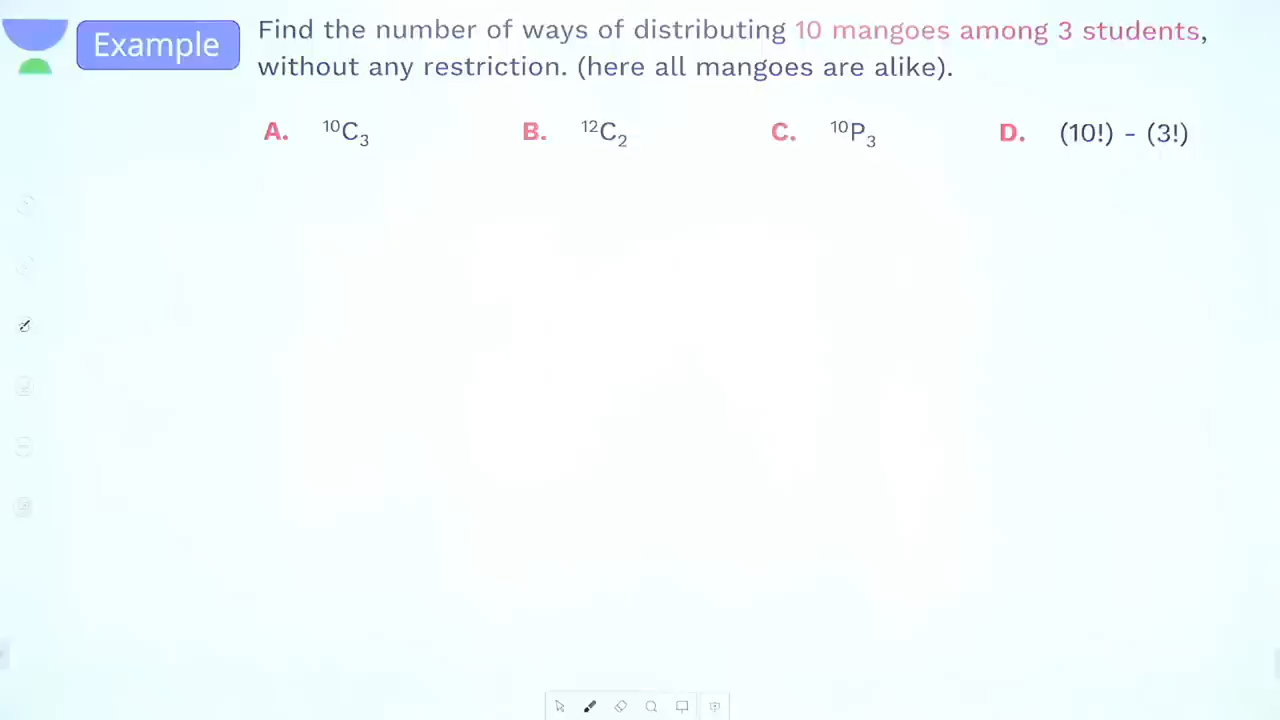 Example
Find the number of ways of distributing 10 mangoes among 3 students,
without any restriction. (here all mangoes are alike).
A. ¹⁰C₃ B. ¹²C₂ C. ¹⁰P₃ D. (10!) - (3!)